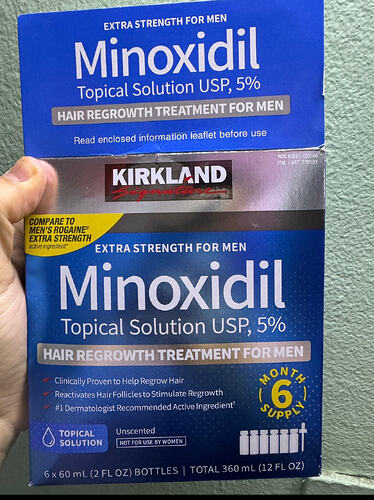 EXTRA STRENGTH FOR MEN
Minoxidil
Topical Solution USP, 5%
HAIR REGROWTH TREATMENT FOR MEN
Read enclosed information leaflet before use
KIRKLAND
Signature
COMPARE TO
MEN'S ROGAINE®
EXTRA STRENGTH
active ingredient*
EXTRA STRENGTH FOR MEN
Minoxidil
Topical Solution USP, 5%
HAIR REGROWTH TREATMENT FOR MEN
Clinically Proven to Help Regrow Hair
Reactivates Hair Follicles to Stimulate Regrowth
#1 Dermatologist Recommended Active Ingredient†
MONTH
6
SUPPLY
TOPICAL
SOLUTION
Unscented
NOT FOR USE BY WOMEN
6 x 60 mL (2 FL OZ) BOTTLES | TOTAL 360 mL (12 FL OZ)